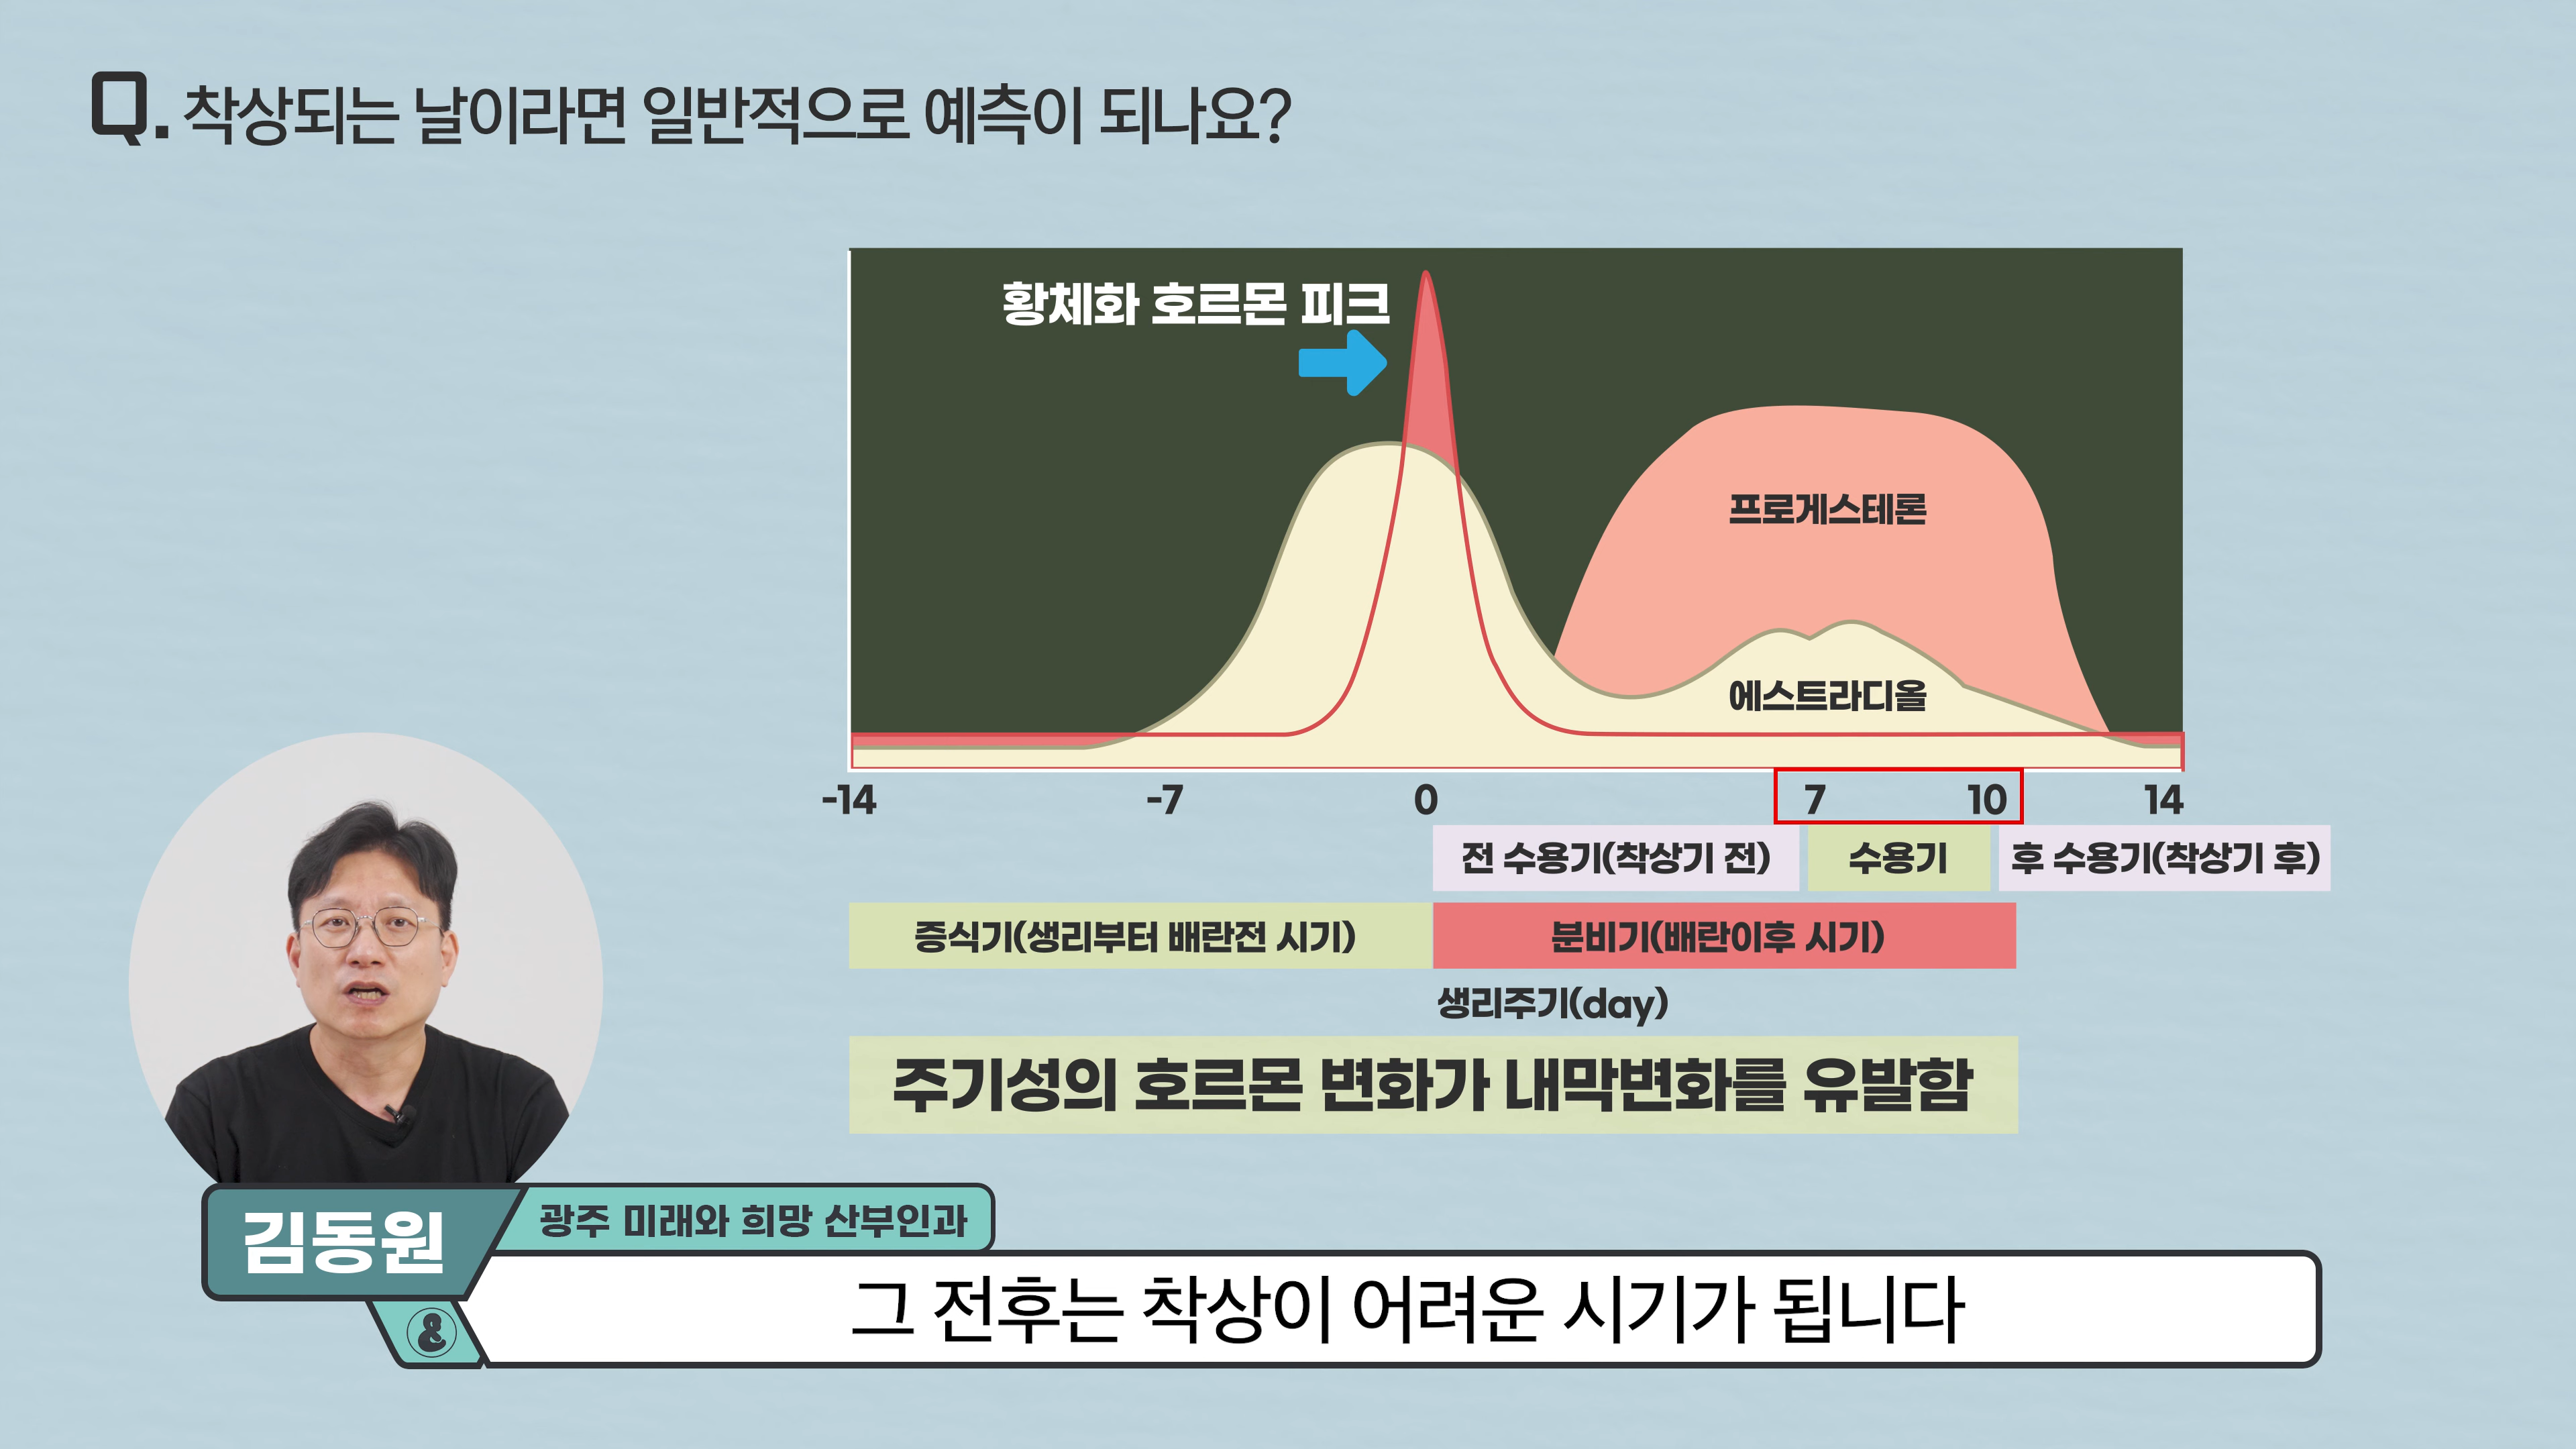 Q. 착상되는 날이라면 일반적으로 예측이 되나요?
황체화 호르몬 피크
프로게스테론
에스트라디올
-14 -7 0 7 10 14
전 수용기(착상기 전) 수용기 후 수용기(착상기 후)
증식기(생리부터 배란전 시기) 분비기(배란이후 시기)
생리주기(day)
주기성의 호르몬 변화가 내막변화를 유발함
김동원 광주 미래와 희망 산부인과
&
그 전후는 착상이 어려운 시기가 됩니다